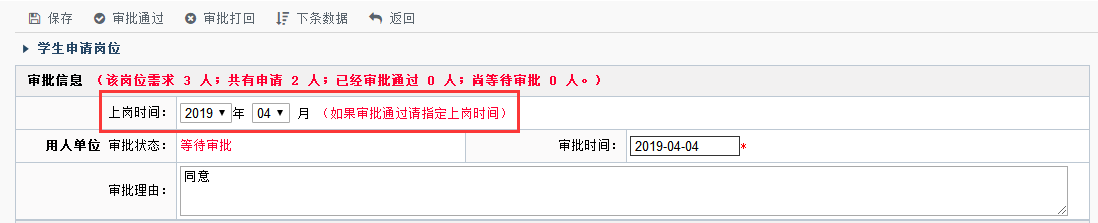 保存 审批通过 审批打回 下条数据 返回
学生申请岗位
审批信息 （该岗位需求 3 人；共有申请 2 人；已经审批通过 0 人；尚等待审批 0 人。）
上岗时间： 2019 年 04 月 （如果审批通过请指定上岗时间）
用人单位 审批状态： 等待审批 审批时间： 2019-04-04 *
审批理由： 同意